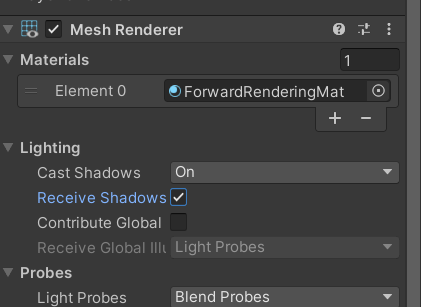 Mesh Renderer
Materials
1
Element 0
ForwardRenderingMat
Lighting
Cast Shadows
On
Receive Shadows
Contribute Global
Receive Global Illu
Light Probes
Probes
Light Probes
Blend Probes